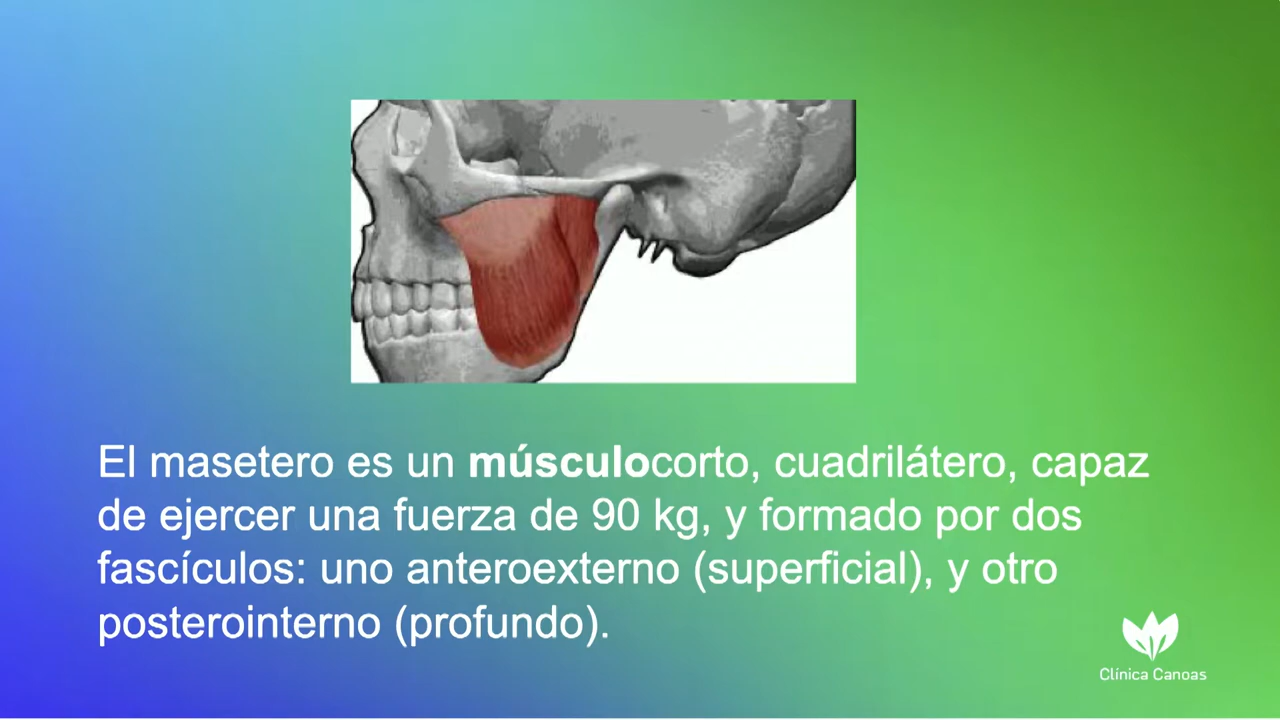 El masetero es un músculocorto, cuadrilátero, capaz
de ejercer una fuerza de 90 kg, y formado por dos
fascículos: uno anteroexterno (superficial), y otro
posterointerno (profundo).
Clínica Canoas